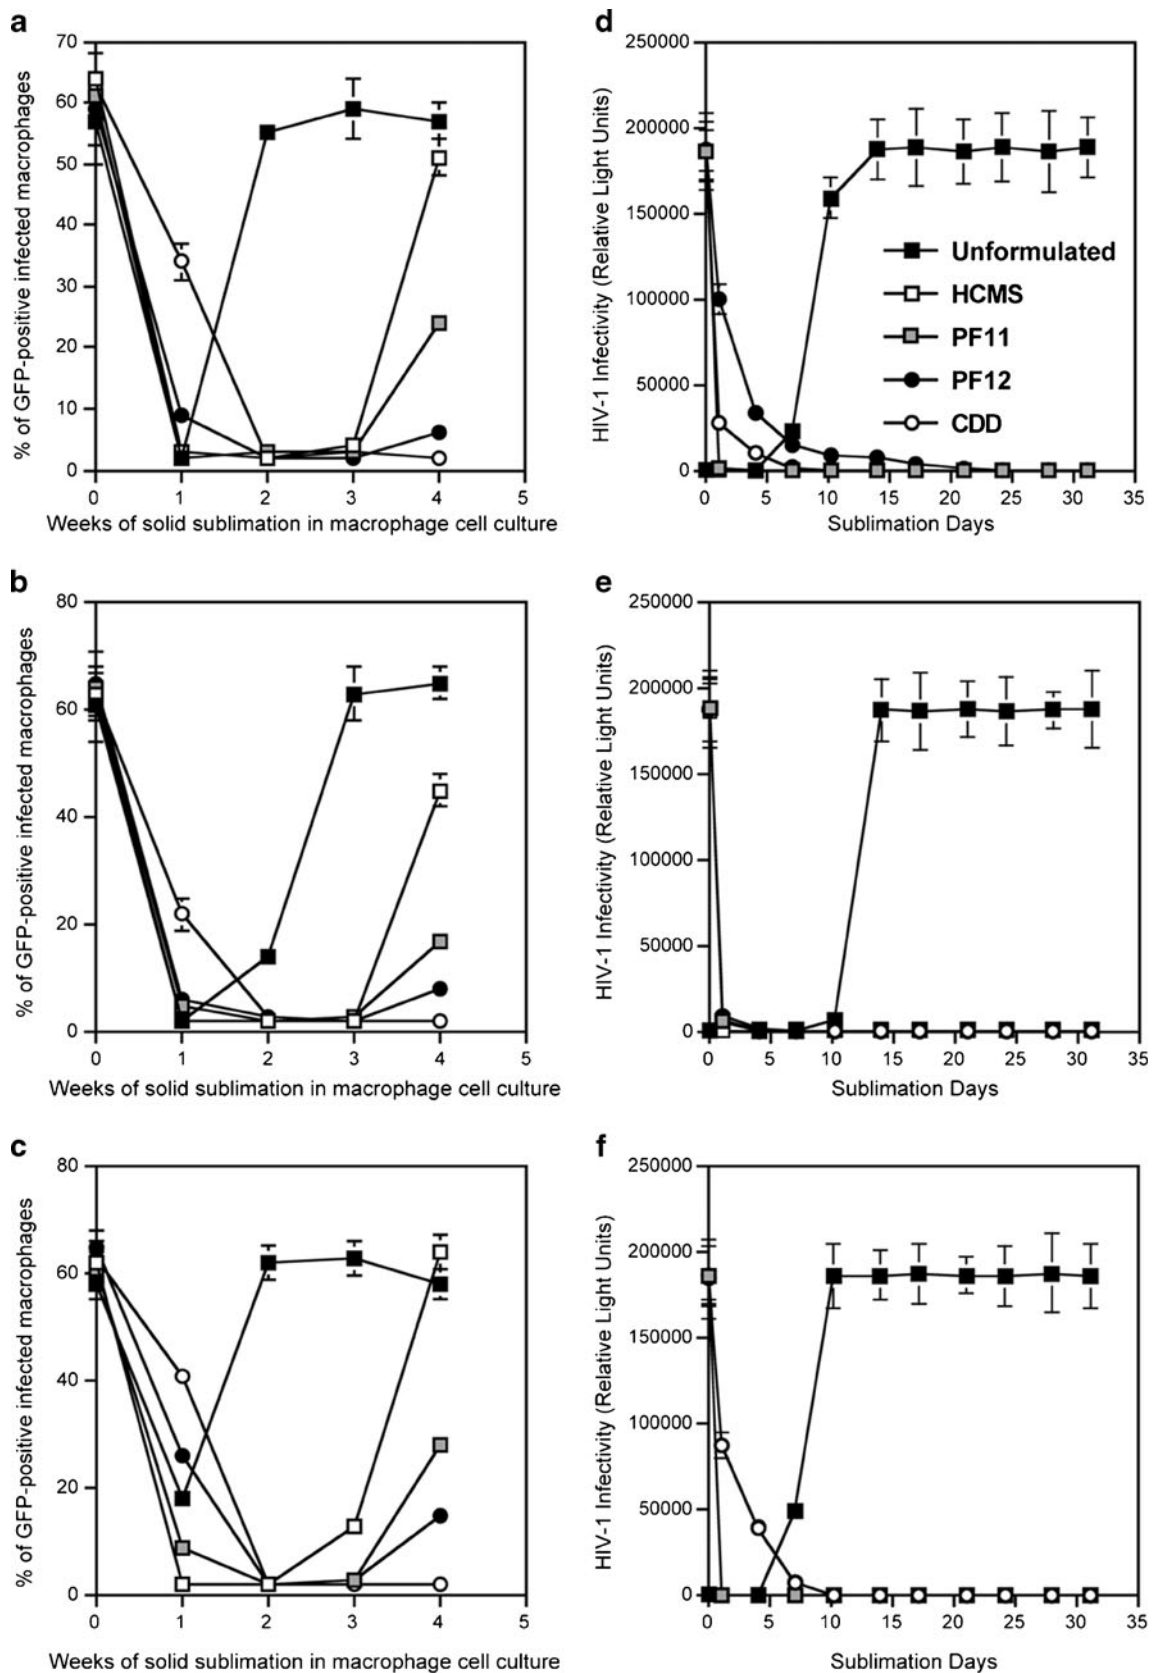 a
70
60
50
40
30
20
10
0
% of GFP-positive infected macrophages
0 1 2 3 4 5
Weeks of solid sublimation in macrophage cell culture
d
250000
200000
150000
100000
50000
0
HIV-1 Infectivity (Relative Light Units)
Unformulated
HCMS
PF11
PF12
CDD
0 5 10 15 20 25 30 35
Sublimation Days
b
80
60
40
20
0
% of GFP-positive infected macrophages
0 1 2 3 4 5
Weeks of solid sublimation in macrophage cell culture
e
250000
200000
150000
100000
50000
0
HIV-1 Infectivity (Relative Light Units)
0 5 10 15 20 25 30 35
Sublimation Days
c
80
60
40
20
0
% of GFP-positive infected macrophages
0 1 2 3 4 5
Weeks of solid sublimation in macrophage cell culture
f
250000
200000
150000
100000
50000
0
HIV-1 Infectivity (Relative Light Units)
0 5 10 15 20 25 30 35
Sublimation Days